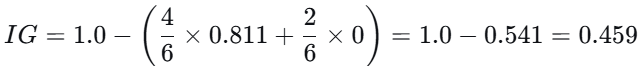 IG = 1.0 − (4/6 × 0.811 + 2/6 × 0) = 1.0 − 0.541 = 0.459